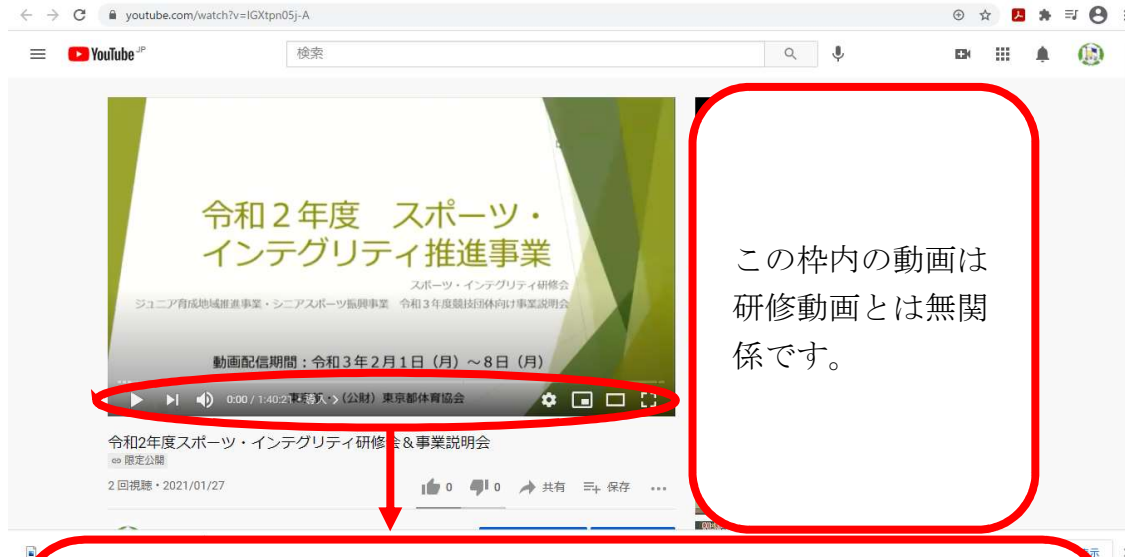 youtube.com/watch?v=IGXtpn05j-A
YouTube JP
検索
令和2年度　スポーツ・
インテグリティ推進事業
スポーツ・インテグリティ研修会
ジュニア育成地域推進事業・シニアスポーツ振興事業　令和3年度競技団体向け事業説明会
動画配信期間：令和3年2月1日（月）～8日（月）
0:00 / 1:40:21
（公財）東京都体育協会
この枠内の動画は
研修動画とは無関
係です。
令和2年度スポーツ・インテグリティ研修会＆事業説明会
限定公開
2 回視聴・2021/01/27
0 0 共有 保存 …